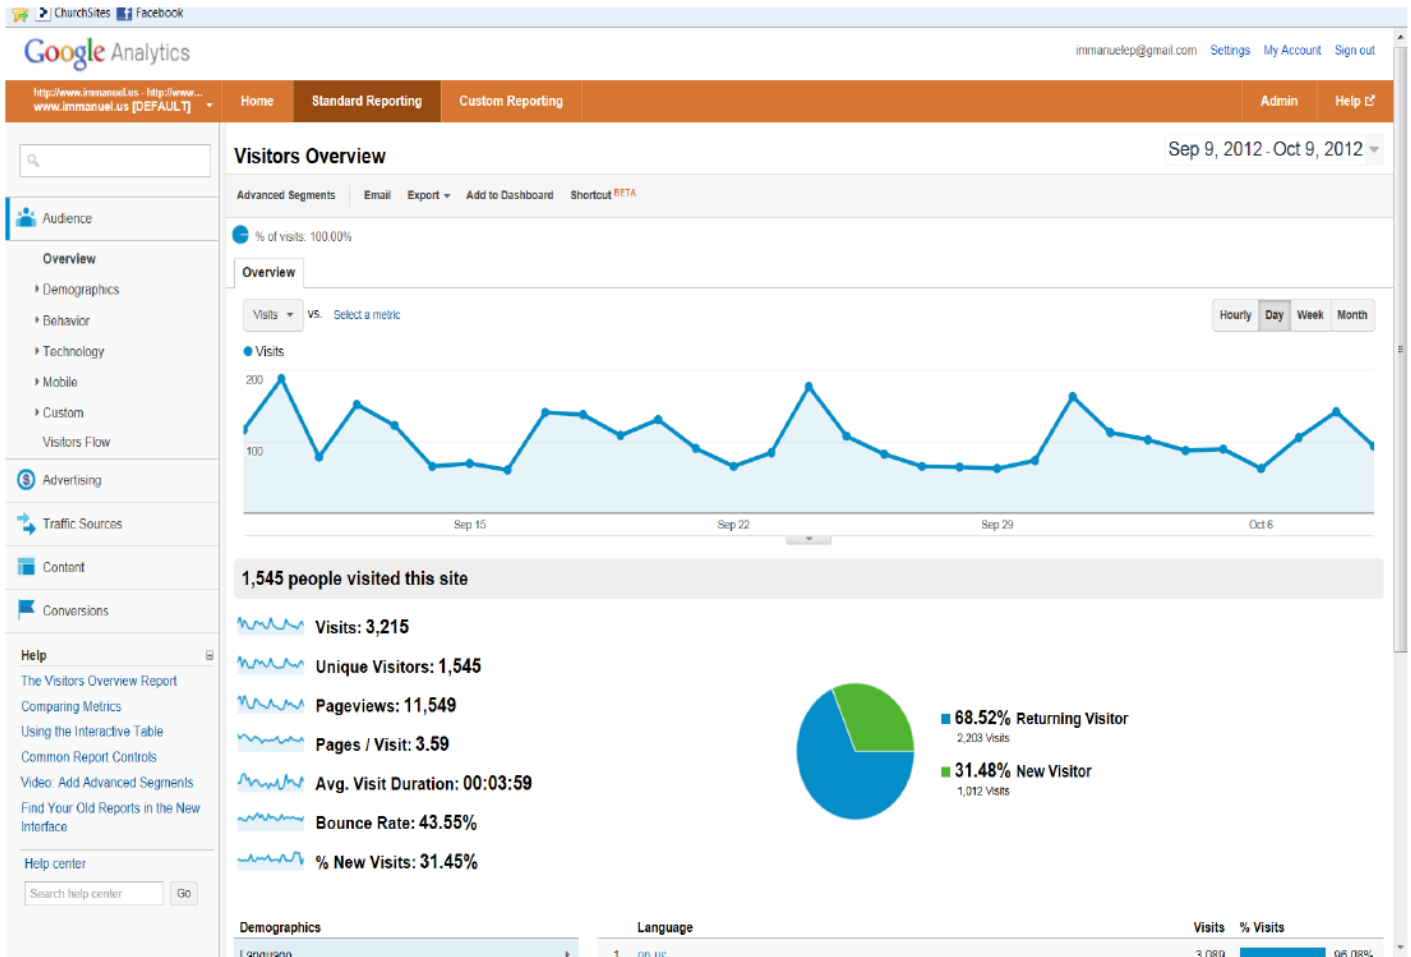 ChurchSites Facebook
Google Analytics
immanuelep@gmail.com Settings My Account Sign out
http://www.immanuel.us - http://www...
www.immanuel.us [DEFAULT]
Home Standard Reporting Custom Reporting Admin Help
Visitors Overview
Sep 9, 2012 - Oct 9, 2012
Advanced Segments Email Export Add to Dashboard Shortcut BETA
% of visits: 100.00%
Overview
Visits VS. Select a metric
Hourly Day Week Month
Visits
200
100
Sep 15 Sep 22 Sep 29 Oct 6
Audience
Overview
Demographics
Behavior
Technology
Mobile
Custom
Visitors Flow
Advertising
Traffic Sources
Content
Conversions
Help
The Visitors Overview Report
Comparing Metrics
Using the Interactive Table
Common Report Controls
Video: Add Advanced Segments
Find Your Old Reports in the New
Interface
Help center
Search help center Go
1,545 people visited this site
Visits: 3,215
Unique Visitors: 1,545
Pageviews: 11,549
Pages / Visit: 3.59
Avg. Visit Duration: 00:03:59
Bounce Rate: 43.55%
% New Visits: 31.45%
68.52% Returning Visitor
2,203 Visits
31.48% New Visitor
1,012 Visits
Demographics
Language
Language Visits % Visits
1. en-us 3,089 96.08%